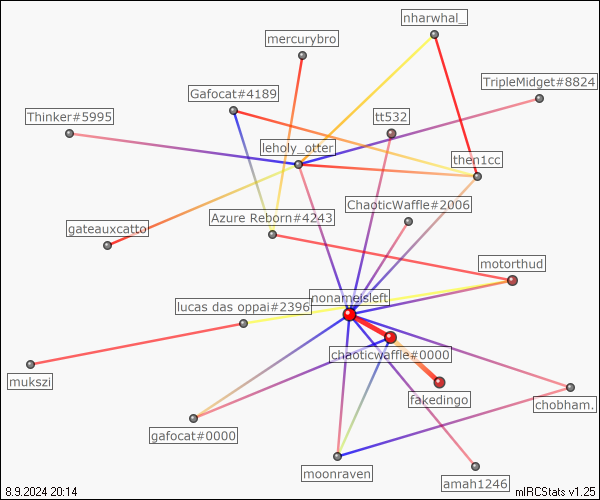 nharwhal_
mercurybro
TripleMidget#8824
Gafocat#4189
Thinker#5995
tt532
leholy_otter
then1cc
ChaoticWaffle#2006
Azure Reborn#4243
gateauxcatto
motorthud
nonameisleft
lucas das oppai#2396
chaoticwaffle#0000
mukszi
fakedingo
chobham.
gafocat#0000
moonraven
amah1246
8.9.2024 20:14
mIRCStats v1.25